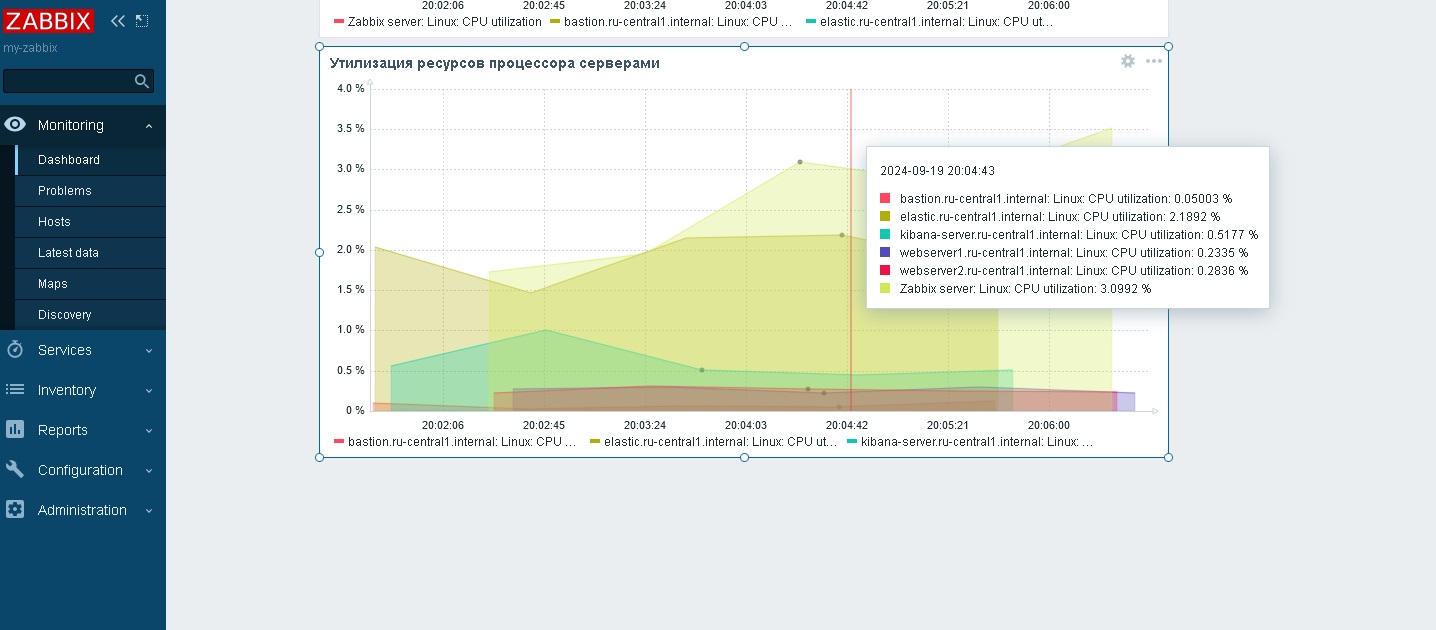 ZABBIX
my-zabbix
Monitoring
Dashboard
Problems
Hosts
Latest data
Maps
Discovery
Services
Inventory
Reports
Configuration
Administration
20:02:06 20:02:45 20:03:24 20:04:03 20:04:42 20:05:21 20:06:00
Zabbix server: Linux: CPU utilization bastion.ru-central1.internal: Linux: CPU ... elastic.ru-central1.internal: Linux: CPU ut...
Утилизация ресурсов процессора серверами
4.0 %
3.5 %
3.0 %
2.5 %
2.0 %
1.5 %
1.0 %
0.5 %
0 %
2024-09-19 20:04:43
bastion.ru-central1.internal: Linux: CPU utilization: 0.05003 %
elastic.ru-central1.internal: Linux: CPU utilization: 2.1892 %
kibana-server.ru-central1.internal: Linux: CPU utilization: 0.5177 %
webserver1.ru-central1.internal: Linux: CPU utilization: 0.2335 %
webserver2.ru-central1.internal: Linux: CPU utilization: 0.2836 %
Zabbix server: Linux: CPU utilization: 3.0992 %
20:02:06 20:02:45 20:03:24 20:04:03 20:04:42 20:05:21 20:06:00
bastion.ru-central1.internal: Linux: CPU ... elastic.ru-central1.internal: Linux: CPU ut... kibana-server.ru-central1.internal: Linux: ...